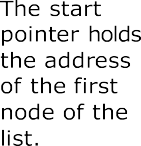 The start
pointer holds
the address
of the first
node of the
list.